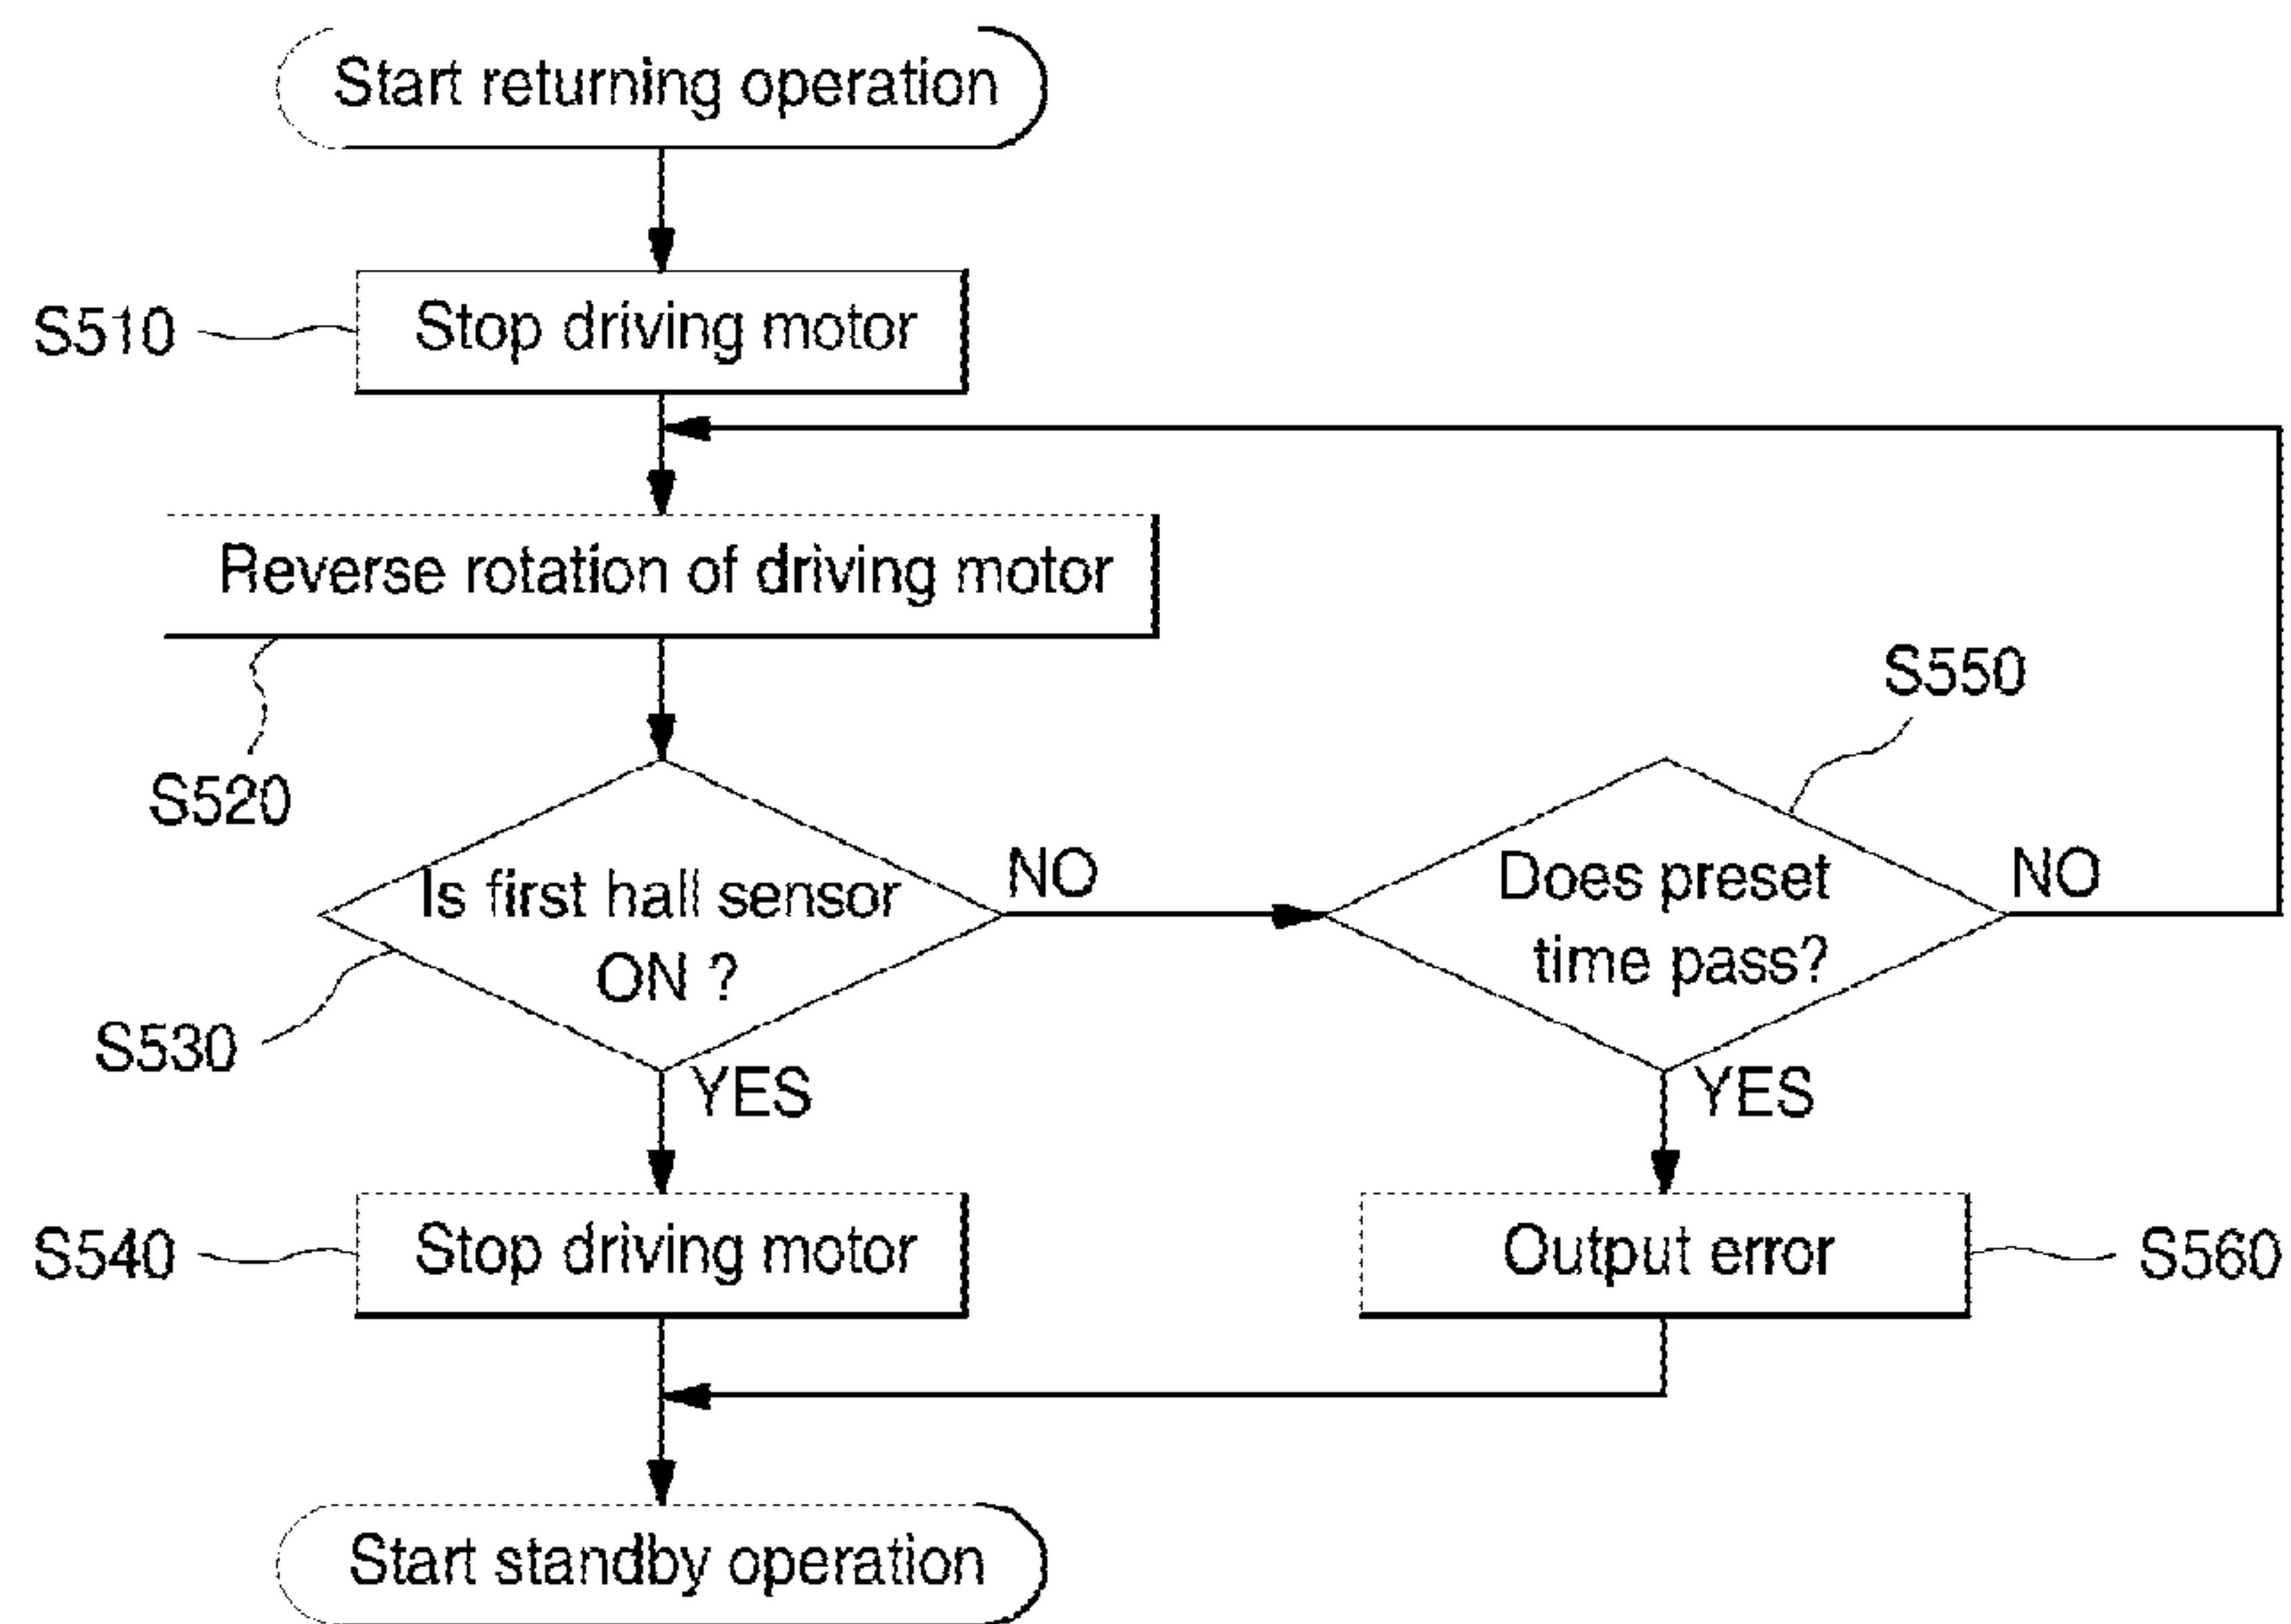 Start returning operation
S510
Stop driving motor
Reverse rotation of driving motor
S520
S550
Is first hall sensor
ON ?
NO
Does preset
time pass?
NO
S530
YES
YES
S540
Stop driving motor
Output error
S560
Start standby operation